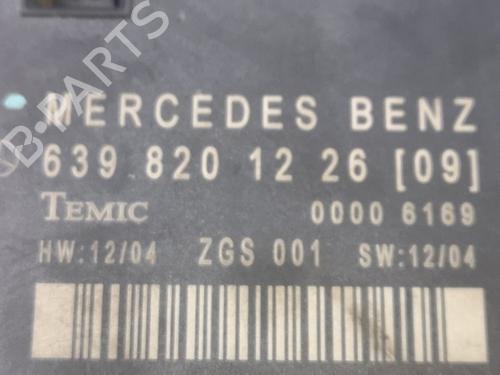 B-PARTS
MERCEDES BENZ
639 820 12 26 [09]
TEMIC 0000 6169
HW:12/04 ZGS 001 SW:12/04